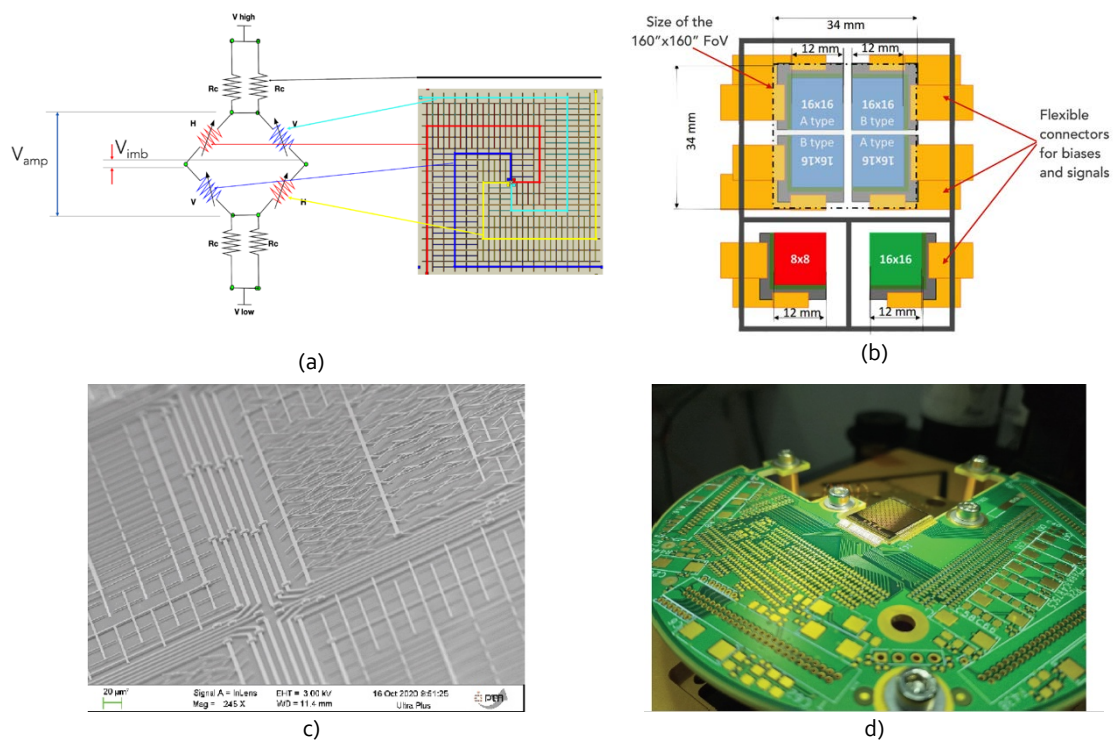 V high
Rc
Rc
H
V
Vamp
Vimb
V
H
Rc
Rc
V low
(a)
Size of the
160"x160" FoV
34 mm
12 mm
12 mm
34 mm
16x16
A type
16x16
B type
B type
16x16
A type
16x16
Flexible
connectors
for biases
and signals
8x8
16x16
12 mm
12 mm
(b)
20 µm*
Signal A = InLens
EHT = 3.00 kV
16 Oct 2020 9:51:25
Mag = 245 X
WD = 11.4 mm
Ultra Plus
c)
d)